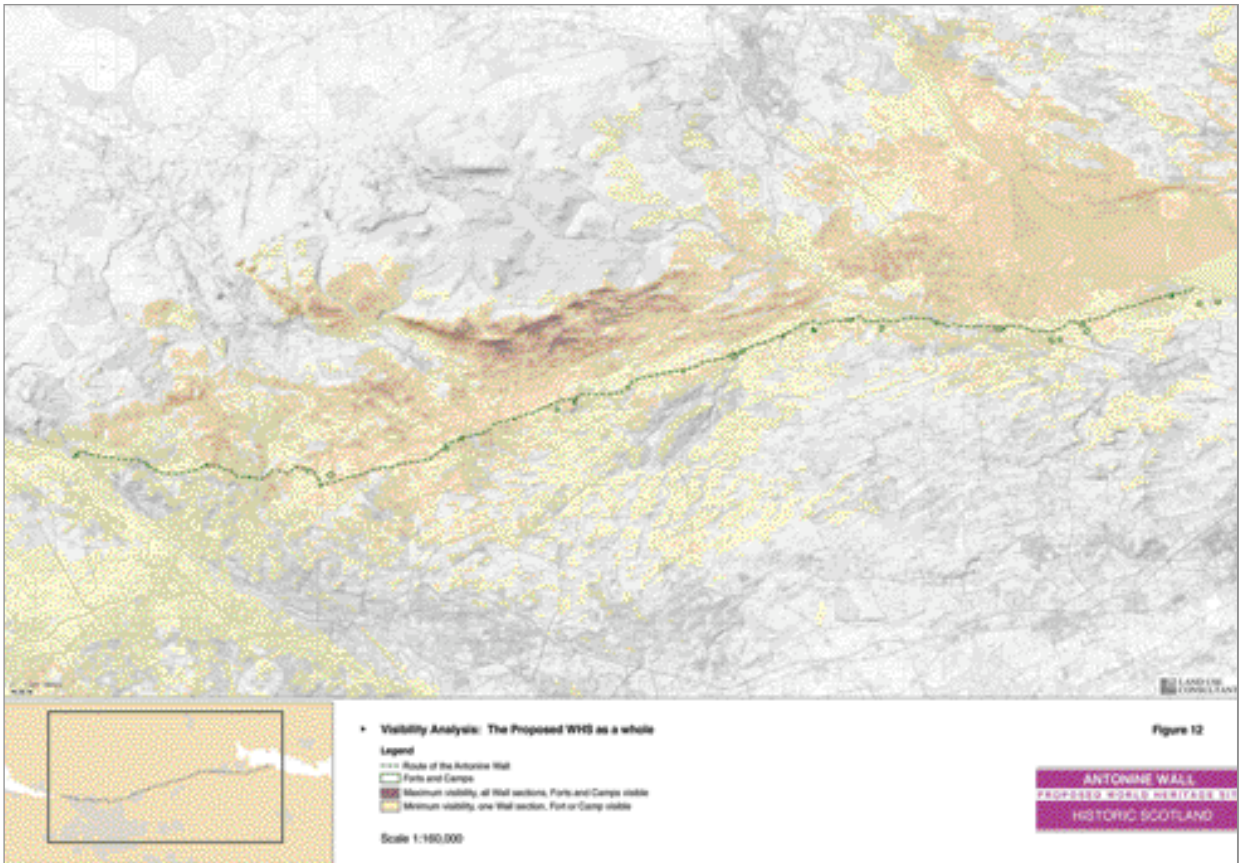 LAND USE
CONSULTANT
Visibility Analysis: The Proposed WHS as a whole
Figure 12
Legend
Route of the Antonine Wall
Forts and Camps
Maximum visibility, all Wall sections, Forts and Camps visible
Minimum visibility, one Wall section, Fort or Camp visible
Scale 1:160,000
ANTONINE WALL
PROPOSED WORLD HERITAGE SIT
HISTORIC SCOTLAND